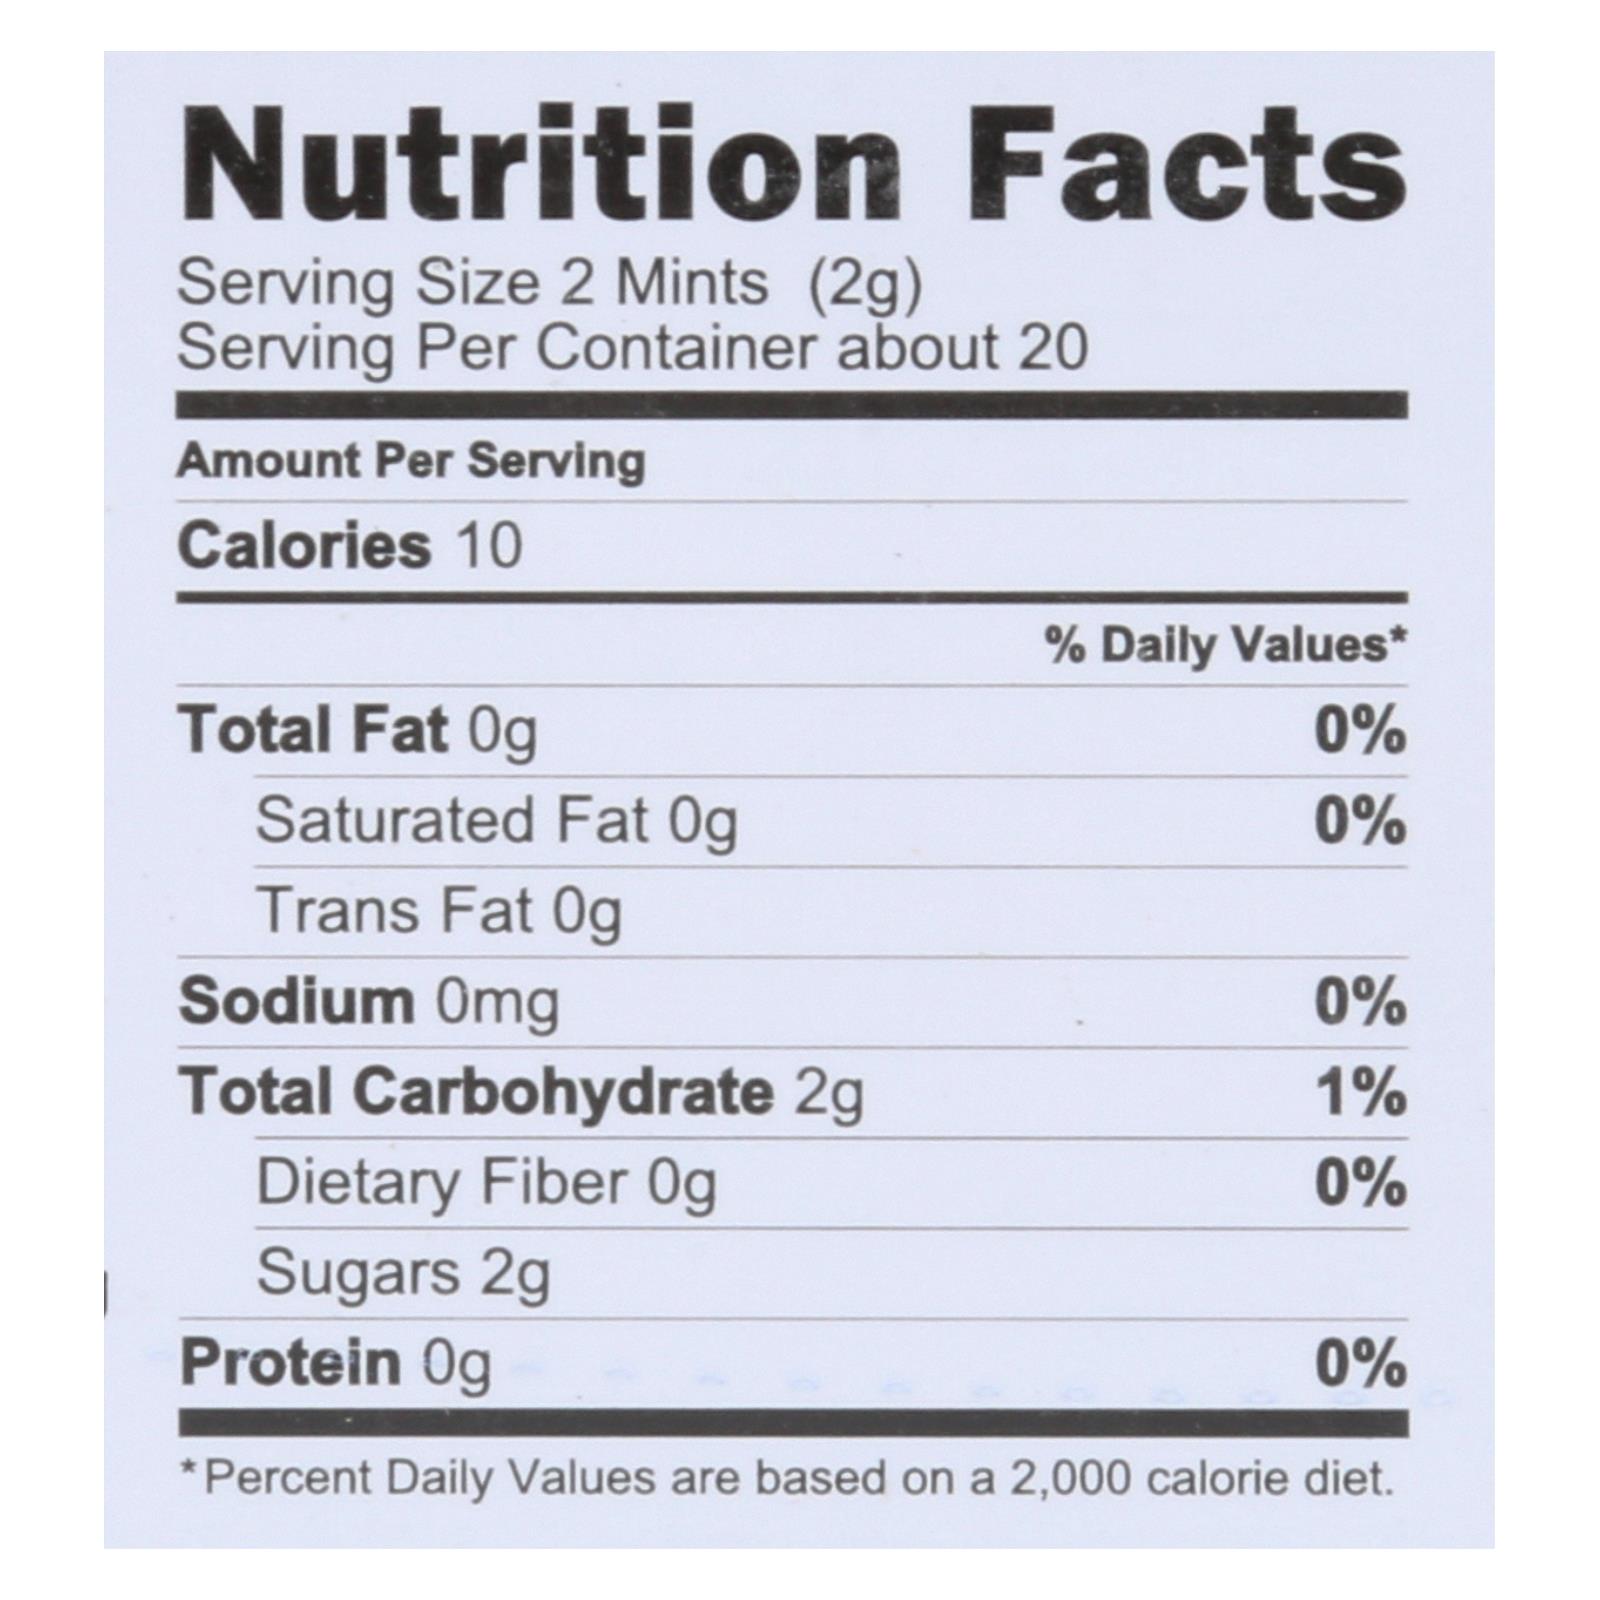 Nutrition Facts
Serving Size 2 Mints (2g)
Serving Per Container about 20
Amount Per Serving
Calories 10
% Daily Values*
Total Fat 0g 0%
Saturated Fat 0g 0%
Trans Fat 0g
Sodium 0mg 0%
Total Carbohydrate 2g 1%
Dietary Fiber 0g 0%
Sugars 2g
Protein 0g 0%
*Percent Daily Values are based on a 2,000 calorie diet.